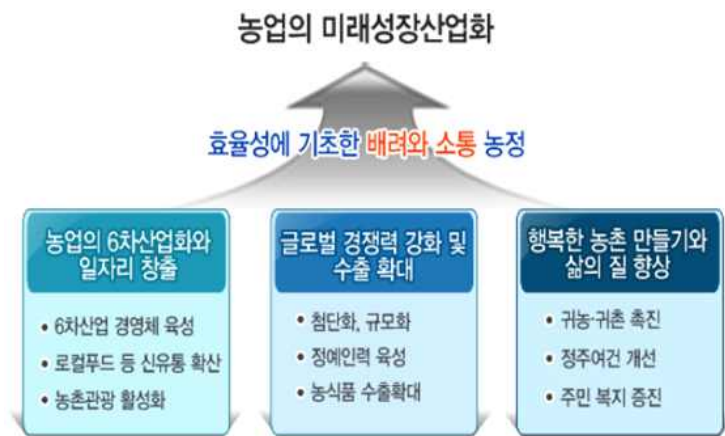 농업의 미래성장산업화
효율성에 기초한 배려와 소통 농정
농업의 6차산업화와
일자리 창출
• 6차산업 경영체 육성
• 로컬푸드 등 신유통 확산
• 농촌관광 활성화
글로벌 경쟁력 강화 및
수출 확대
• 첨단화, 규모화
• 정예인력 육성
• 농식품 수출확대
행복한 농촌 만들기와
삶의 질 향상
• 귀농·귀촌 촉진
• 정주여건 개선
• 주민 복지 증진